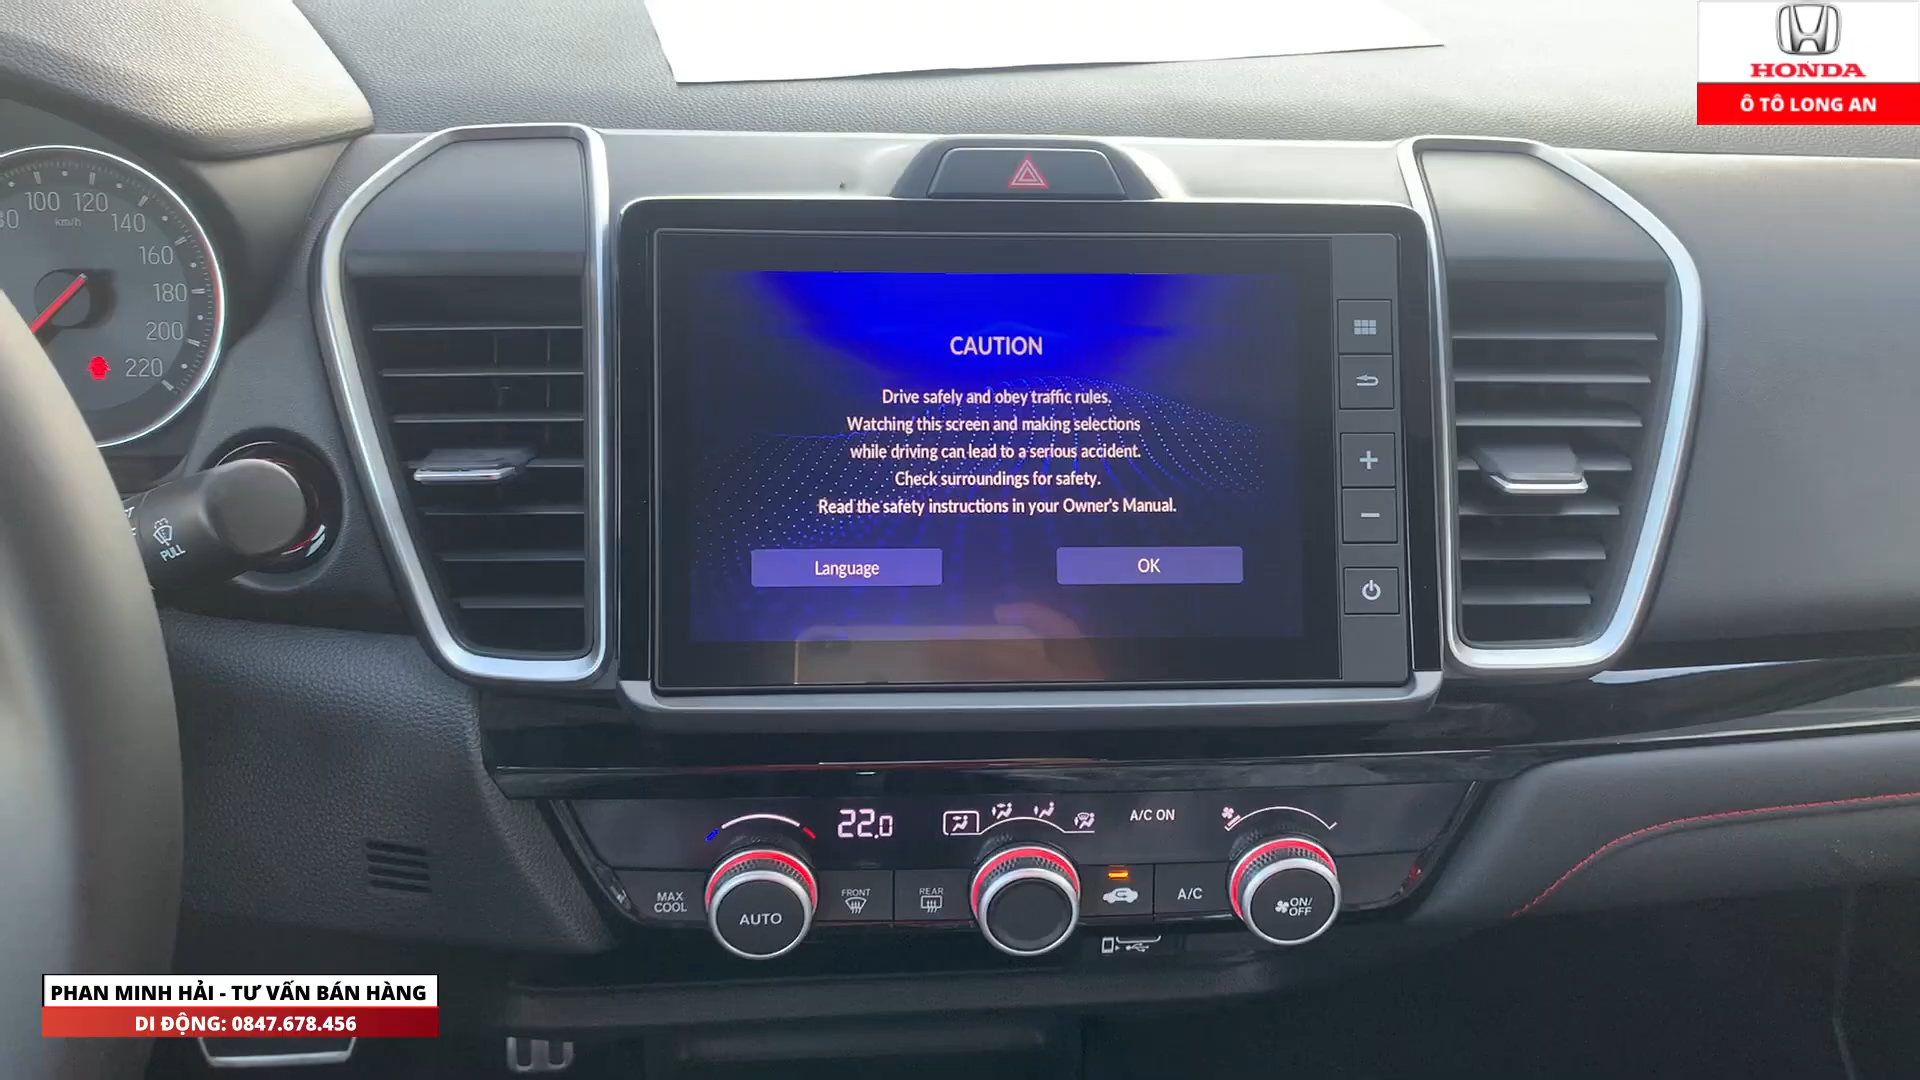 HONDA
Ô TÔ LONG AN
100
120
km/h
140
160
180
200
220
PULL
CAUTION
Drive safely and obey traffic rules.
Watching this screen and making selections
while driving can lead to a serious accident.
Check surroundings for safety.
Read the safety instructions in your Owner's Manual.
Language
OK
22.0
A/C ON
MAX
COOL
AUTO
FRONT
REAR
A/C
ON/
OFF
PHAN MINH HẢI - TƯ VẤN BÁN HÀNG
DI ĐỘNG: 0847.678.456